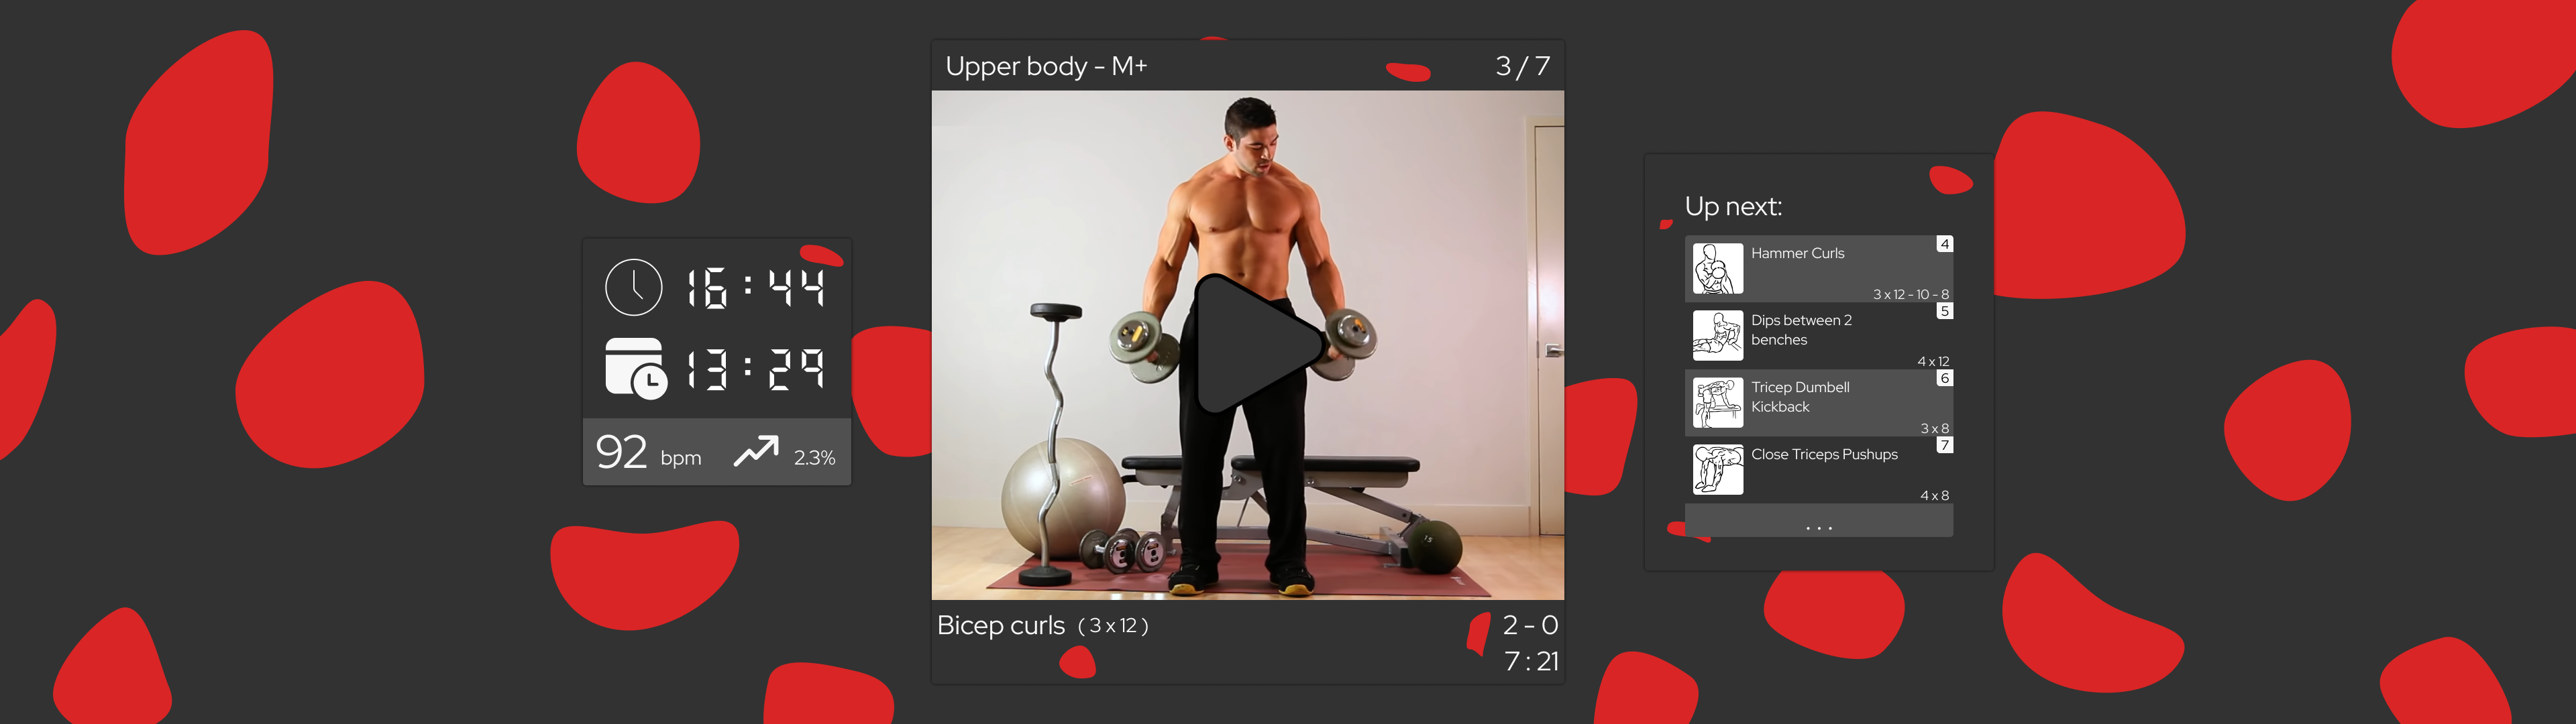 16 : 44
13 : 29
92 bpm 2.3%
Upper body - M+ 3 / 7
15
Bicep curls ( 3 x 12 ) 2 - 0
7 : 21
Up next:
4
Hammer Curls
3 x 12 - 10 - 8
5
Dips between 2
benches
4 x 12
6
Tricep Dumbell
Kickback
3 x 8
7
Close Triceps Pushups
4 x 8
...